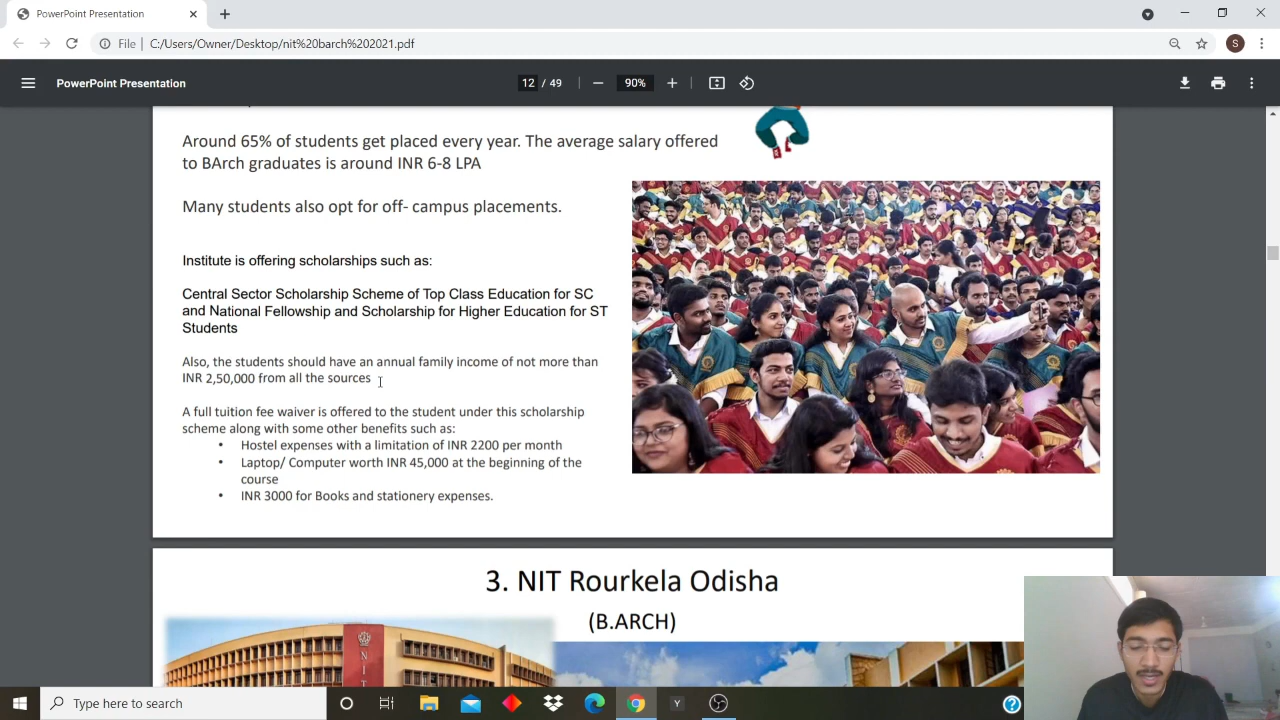 PowerPoint Presentation
File
C:/Users/Owner/Desktop/nit%20barch%202021.pdf
S
PowerPoint Presentation
12 / 49
90%
Around 65% of students get placed every year. The average salary offered
to BArch graduates is around INR 6-8 LPA
Many students also opt for off- campus placements.
Institute is offering scholarships such as:
Central Sector Scholarship Scheme of Top Class Education for SC
and National Fellowship and Scholarship for Higher Education for ST
Students
Also, the students should have an annual family income of not more than
INR 2,50,000 from all the sources
A full tuition fee waiver is offered to the student under this scholarship
scheme along with some other benefits such as:
• Hostel expenses with a limitation of INR 2200 per month
• Laptop/ Computer worth INR 45,000 at the beginning of the
course
• INR 3000 for Books and stationery expenses.
3. NIT Rourkela Odisha
(B.ARCH)
N
I
T
Type here to search
Y